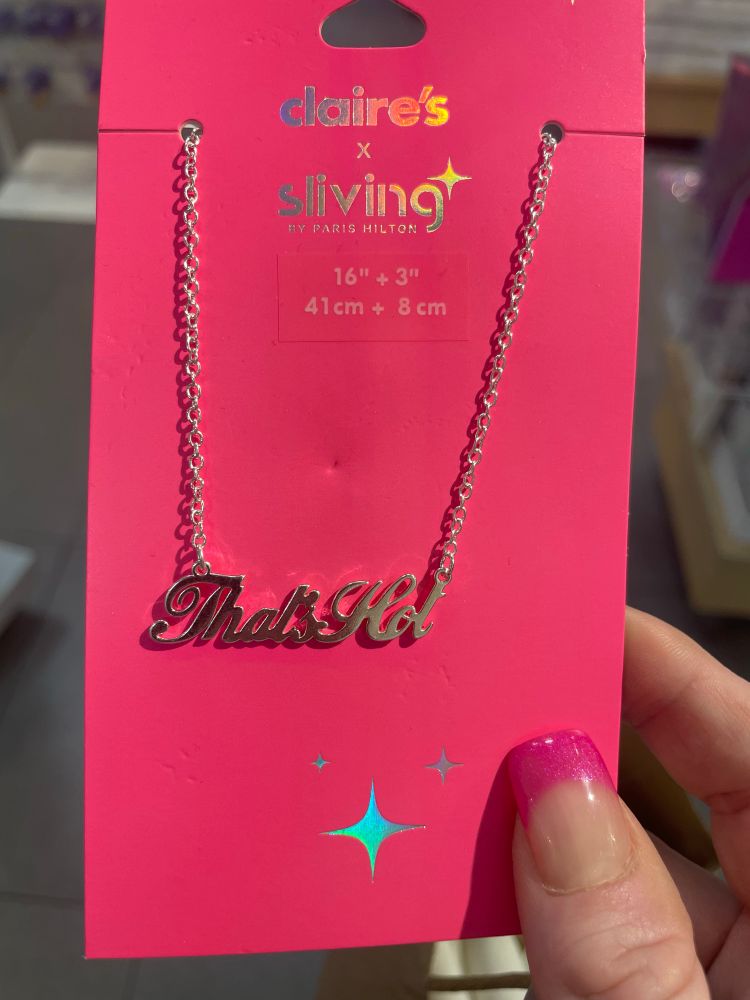 claire's
x
sliving
BY PARIS HILTON
16" + 3"
41cm + 8 cm
That's Hot